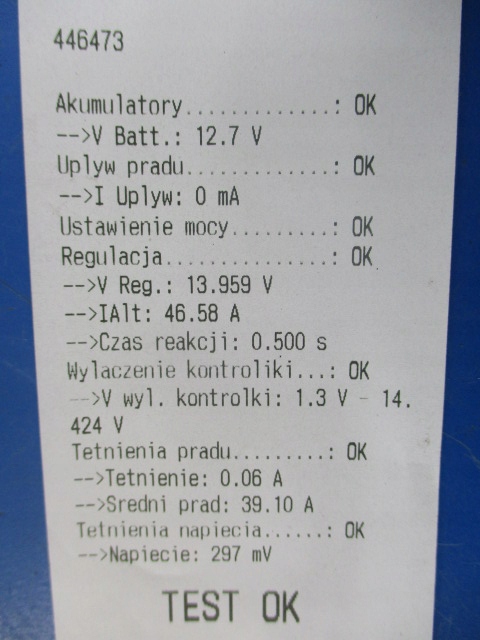 446473
Akumulatory.............: OK
-->V Batt.: 12.7 V
Uplyw pradu.............: OK
-->I Uplyw: 0 mA
Ustawienie mocy.........: OK
Regulacja...............: OK
-->V Reg.: 13.959 V
-->IAlt: 46.58 A
-->Czas reakcji: 0.500 s
Wylaczenie kontroliki...: OK
-->V wyl. kontrolki: 1.3 V - 14.
424 V
Tetnienia pradu.........: OK
-->Tetnienie: 0.06 A
-->Sredni prad: 39.10 A
Tetnienia napiecia......: OK
-->Napiecie: 297 mV
TEST OK